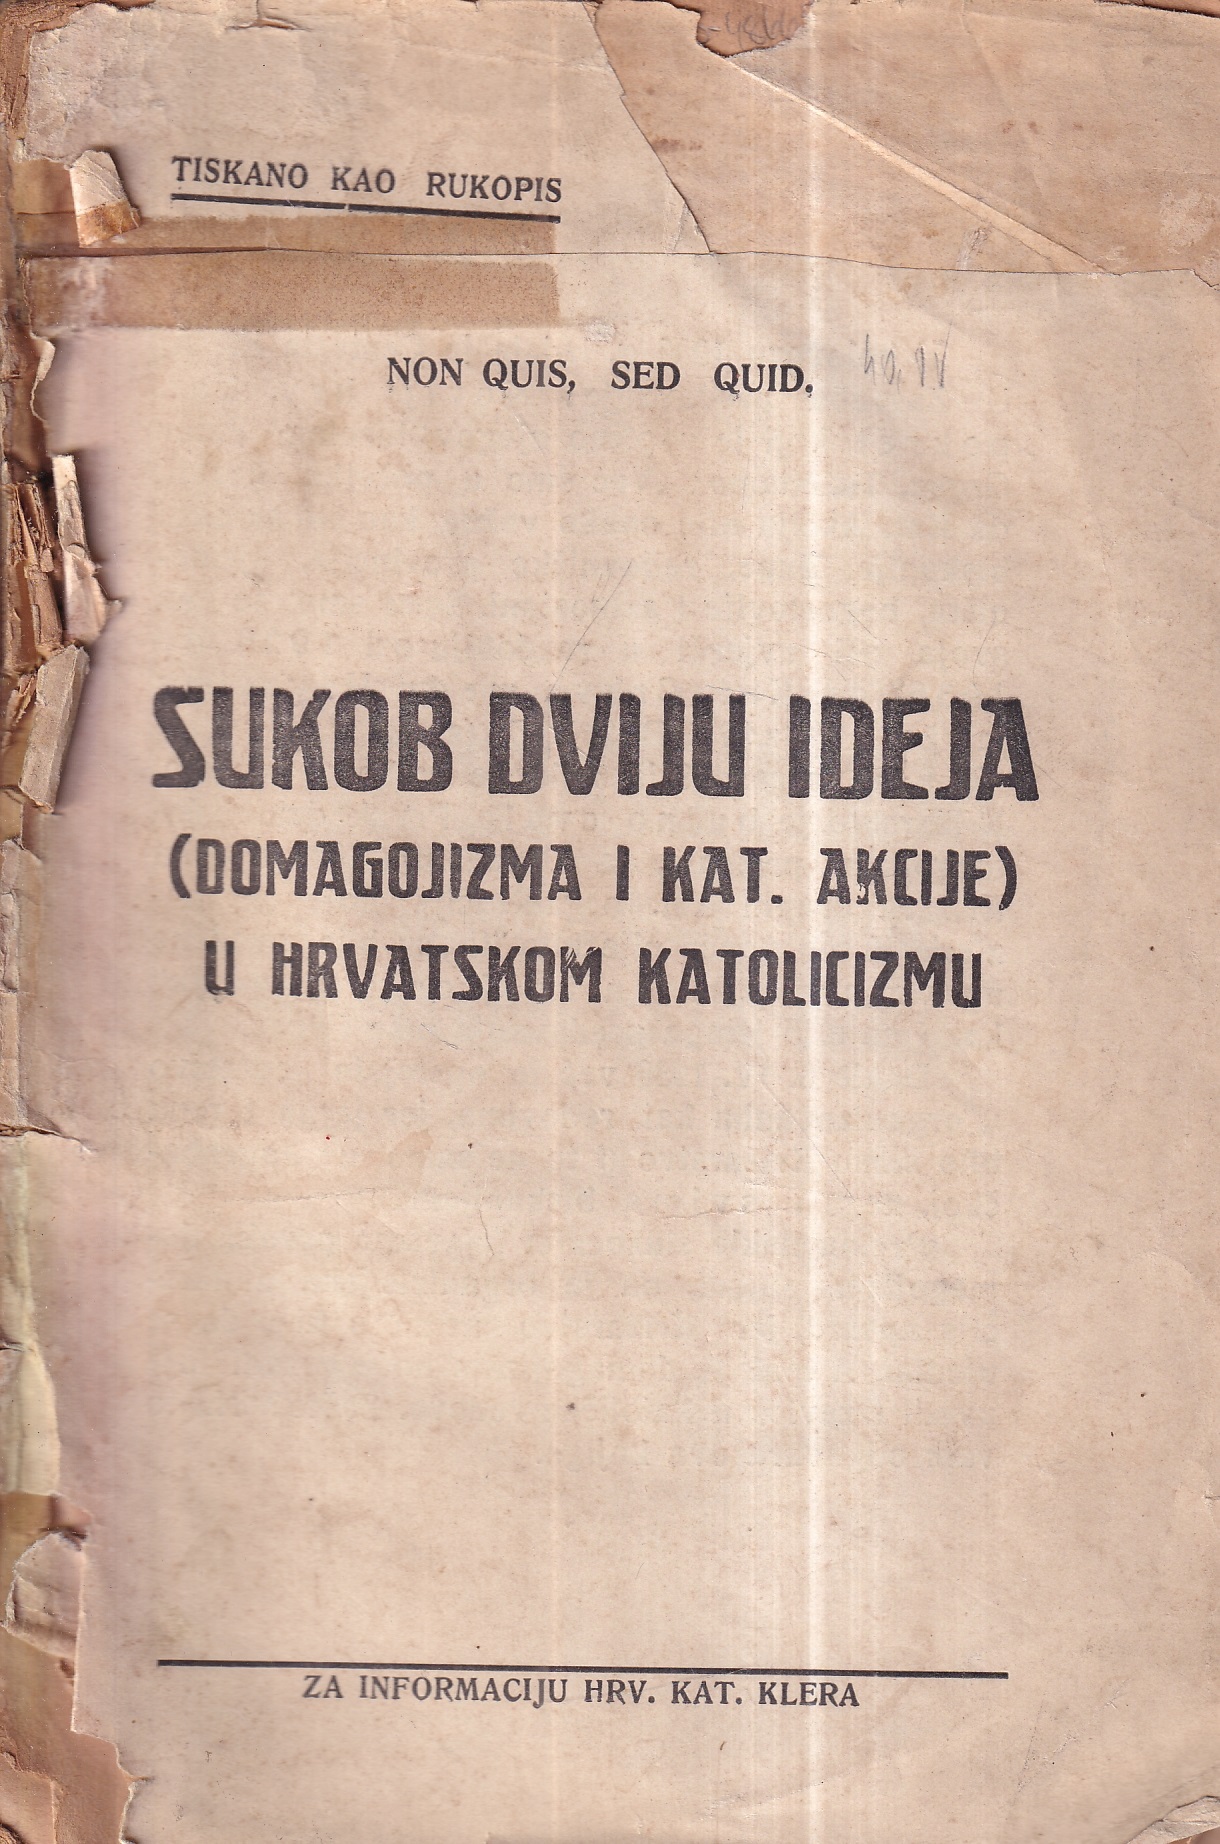 TISKANO KAO RUKOPIS
NON QUIS, SED QUID.
SUKOB DVIJU IDEJA
(DOMAGOJIZMA I KAT. AKCIJE)
U HRVATSKOM KATOLICIZMU
ZA INFORMACIJU HRV. KAT. KLERA